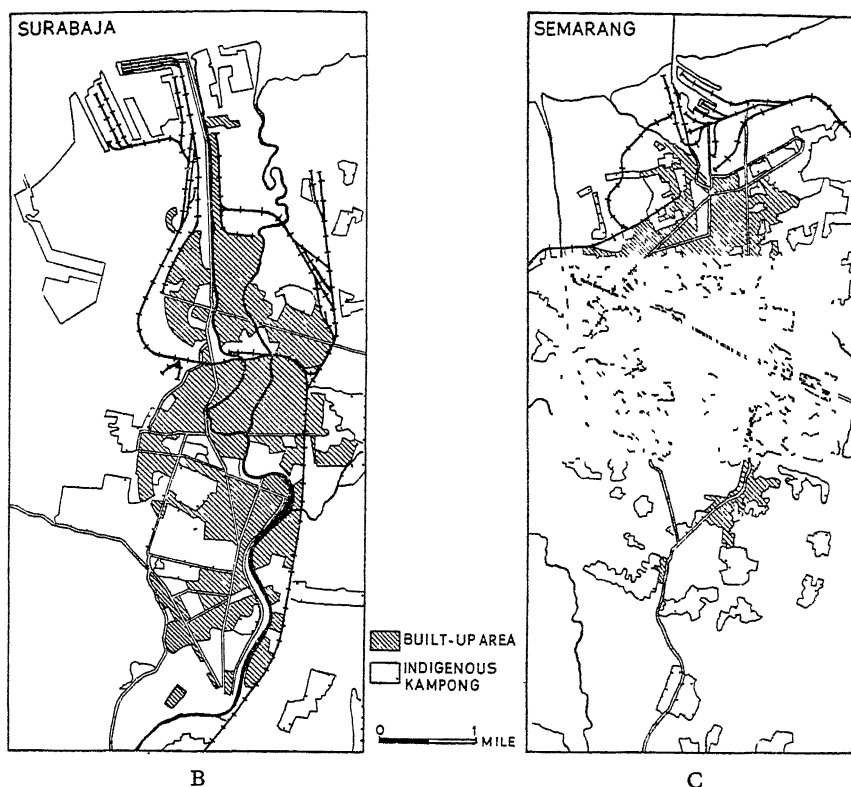 SURABAJA
SEMARANG
BUILT-UP AREA
INDIGENOUS
KAMPONG
0 1
MILE
B
C